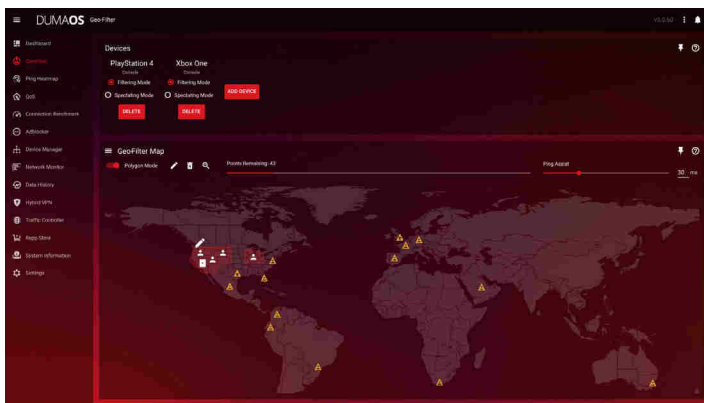 DUMAOS Geo-Filter
Dashboard
Geo-Filter
Ping Heatmap
QoS
Connection Benchmark
Adblocker
Device Manager
Network Monitor
Data History
Hybrid VPN
Traffic Controller
Rapp Store
System Information
Settings
Devices
PlayStation 4
Console
Filtering Mode
Spectating Mode
DELETE
Xbox One
Console
Filtering Mode
Spectating Mode
DELETE
ADD DEVICE
Geo-Filter Map
Polygon Mode
Points Remaining: 42
Ping Assist
30 ms